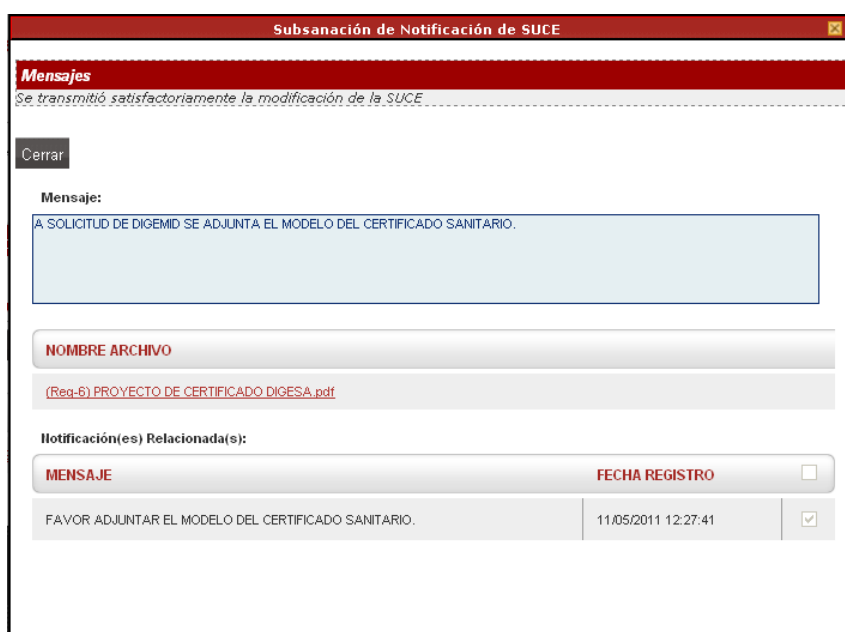 Subsanación de Notificación de SUCE
Mensajes
Se transmitió satisfactoriamente la modificación de la SUCE
Cerrar
Mensaje:
A SOLICITUD DE DIGEMID SE ADJUNTA EL MODELO DEL CERTIFICADO SANITARIO.
NOMBRE ARCHIVO
(Req-6) PROYECTO DE CERTIFICADO DIGESA.pdf
Notificación(es) Relacionada(s):
MENSAJE FECHA REGISTRO
FAVOR ADJUNTAR EL MODELO DEL CERTIFICADO SANITARIO. 11/05/2011 12:27:41